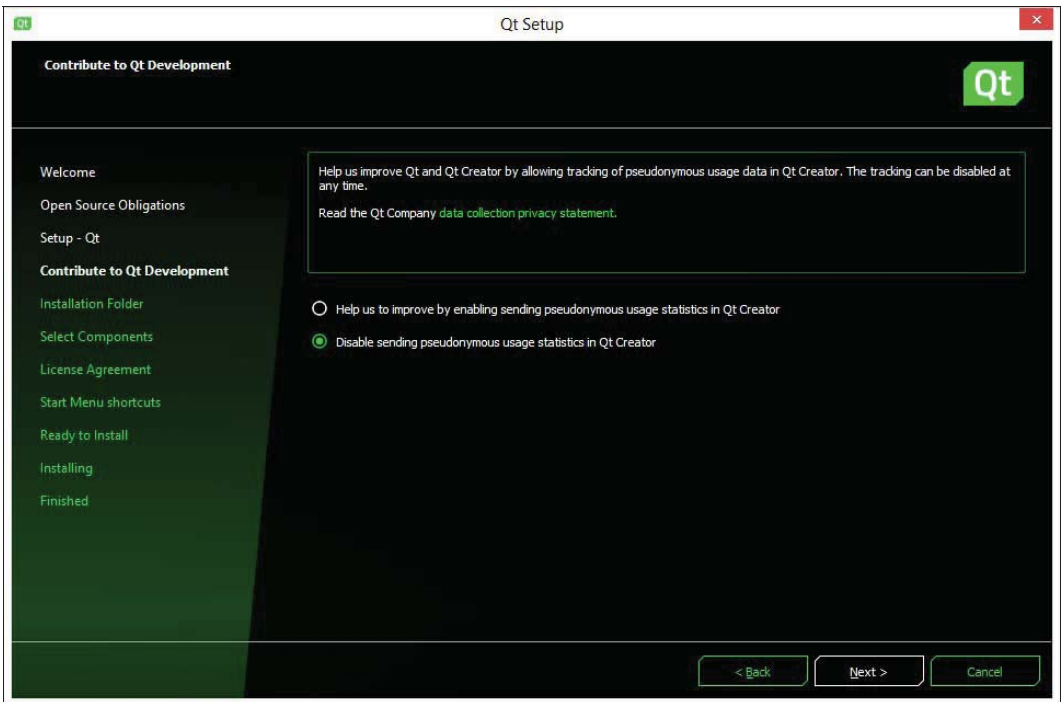 Qt
Qt Setup
Contribute to Qt Development
Qt
Welcome
Open Source Obligations
Setup - Qt
Contribute to Qt Development
Installation Folder
Select Components
License Agreement
Start Menu shortcuts
Ready to Install
Installing
Finished
Help us improve Qt and Qt Creator by allowing tracking of pseudonymous usage data in Qt Creator. The tracking can be disabled at
any time.
Read the Qt Company data collection privacy statement.
Help us to improve by enabling sending pseudonymous usage statistics in Qt Creator
Disable sending pseudonymous usage statistics in Qt Creator
< Back
Next >
Cancel